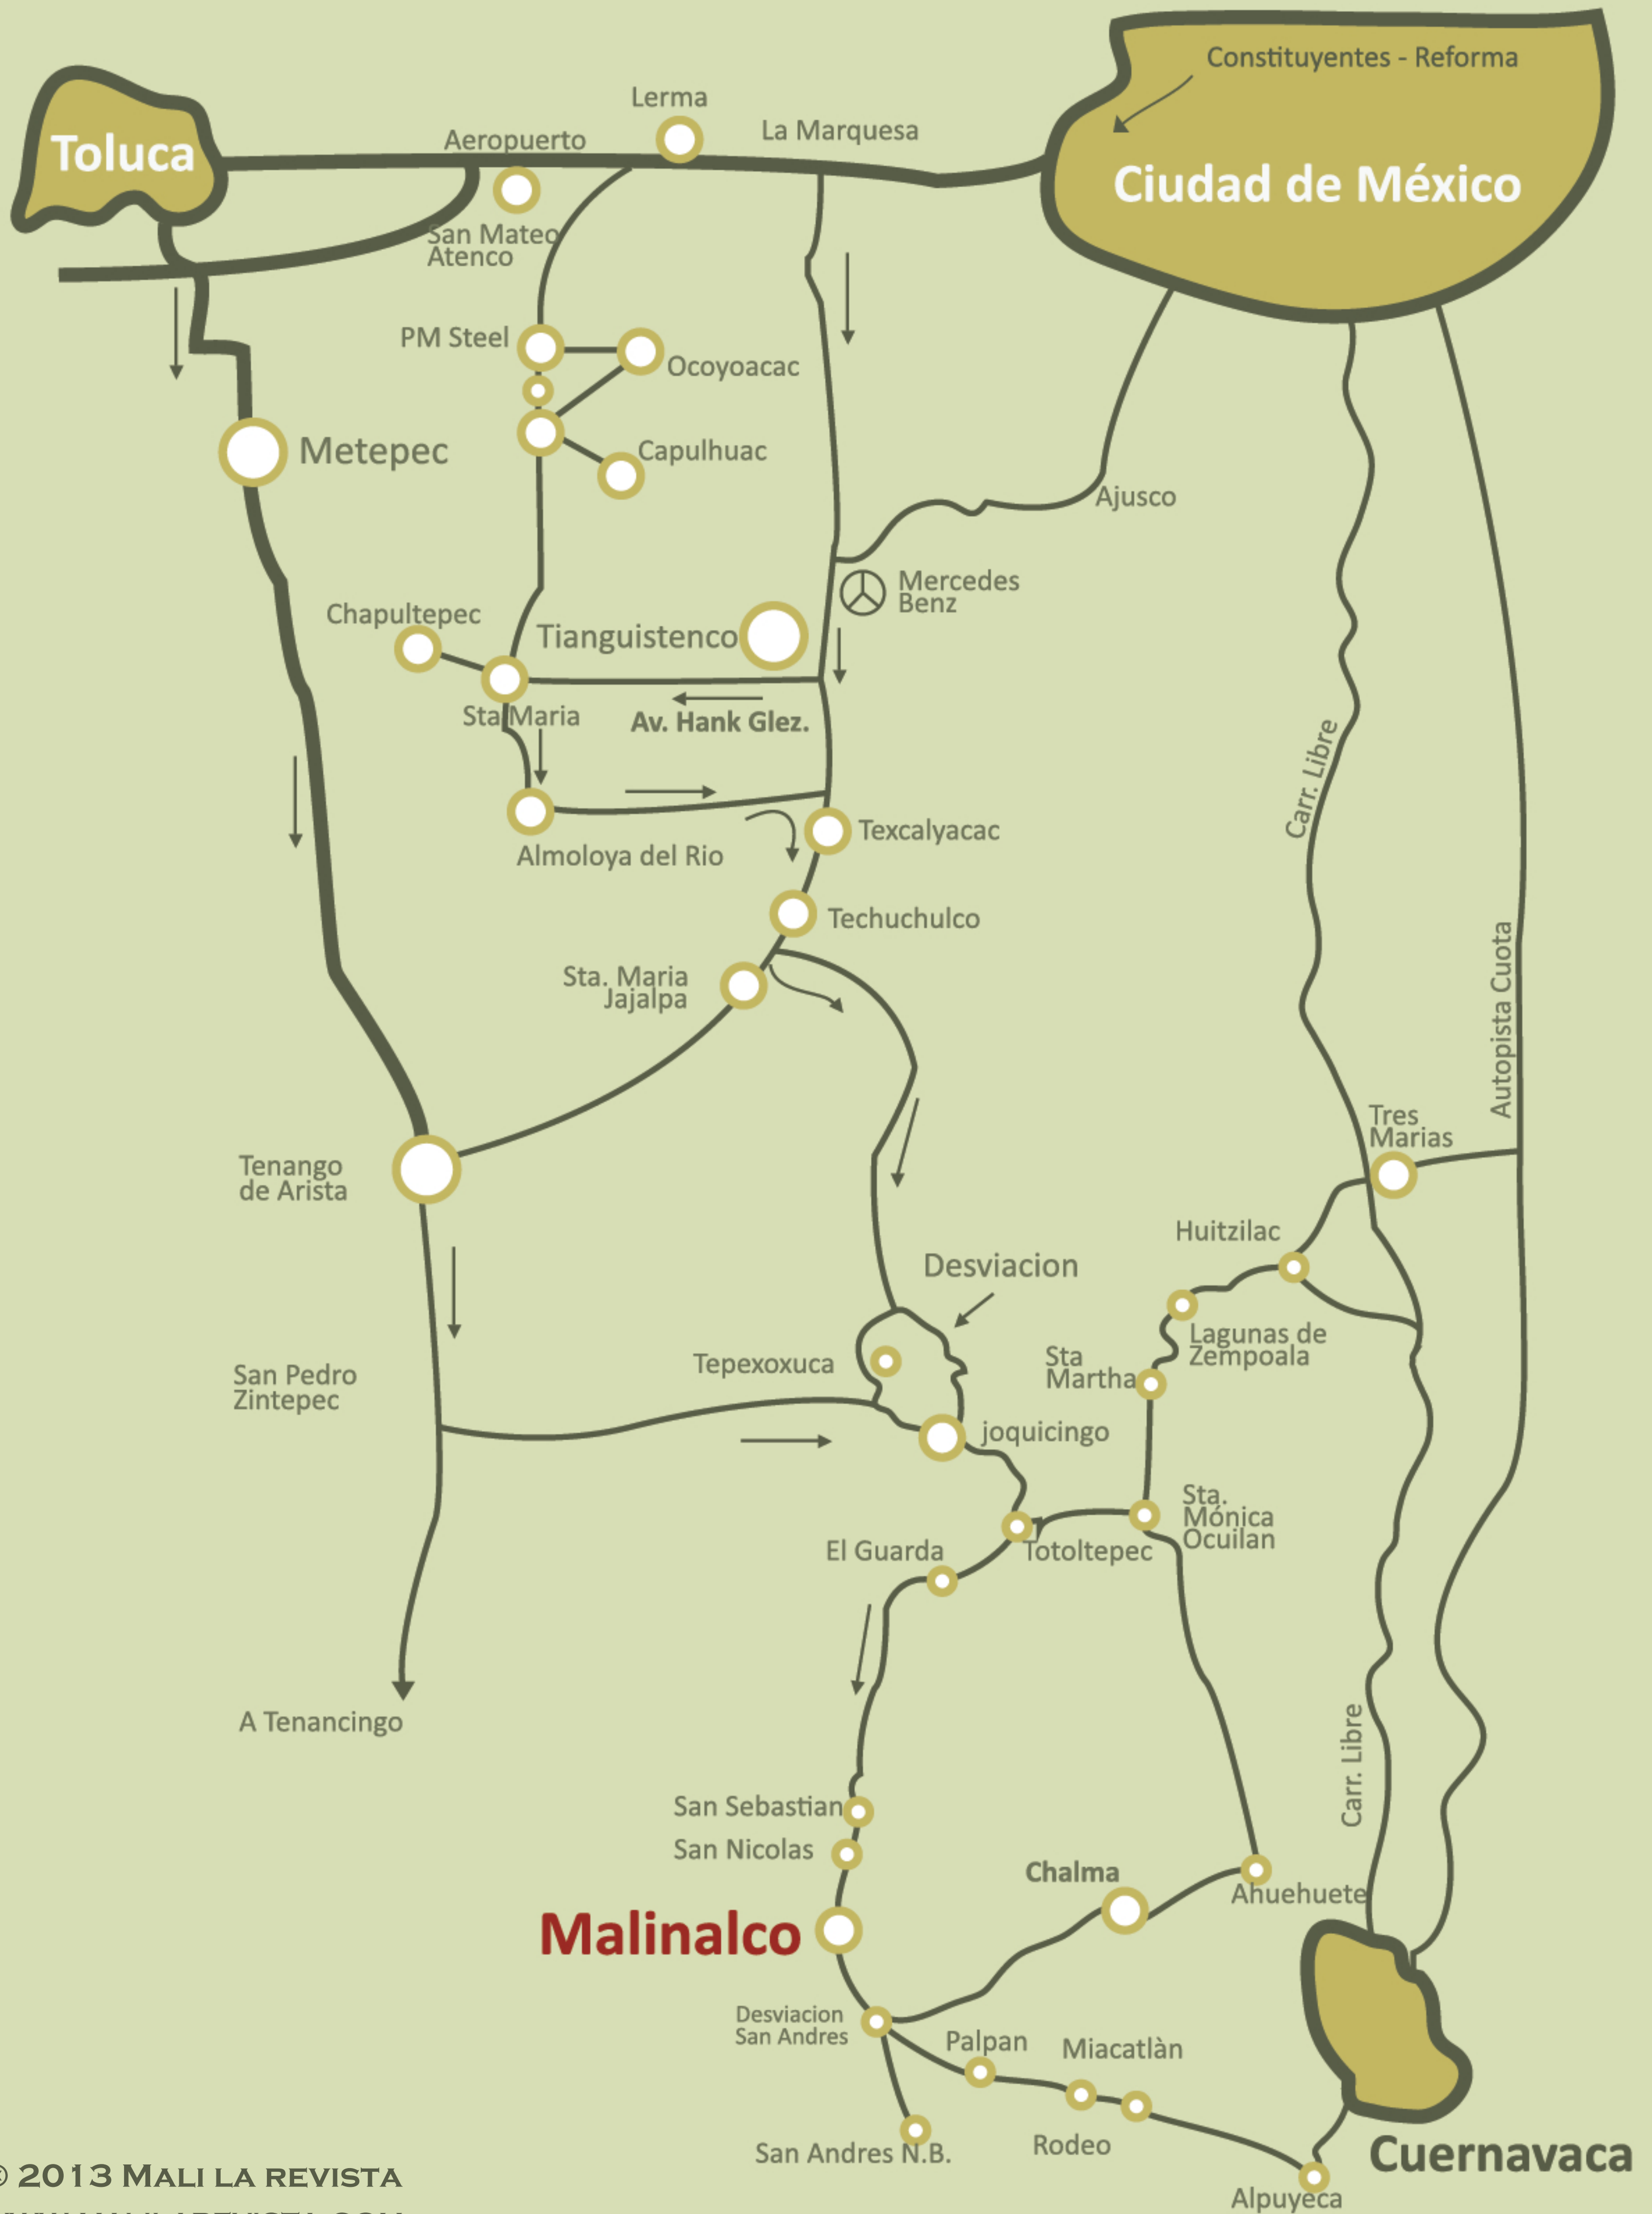 Constituyentes - Reforma
Lerma
La Marquesa
Aeropuerto
Toluca
Ciudad de México
San Mateo
Atenco
PM Steel
Ocoyoacac
Metepec
Capulhuac
Ajusco
Mercedes
Benz
Chapultepec
Tianguistenco
Sta Maria
Av. Hank Glez.
Carr. Libre
Texcalyacac
Almoloya del Rio
Techuchulco
Autopista Cuota
Sta. Maria
Jajalpa
Tres
Marias
Tenango
de Arista
Huitzilac
Desviacion
Lagunas de
Zempoala
Tepexoxuca
Sta
Martha
San Pedro
Zintepec
joquicingo
Sta.
Mónica
Ocuilan
El Guarda
Totoltepec
A Tenancingo
Carr. Libre
San Sebastian
San Nicolas
Chalma
Ahuehuete
Malinalco
Desviacion
San Andres
Palpan
Miacatlàn
Rodeo
San Andres N.B.
Cuernavaca
Alpuyeca
© 2013 MALI LA REVISTA